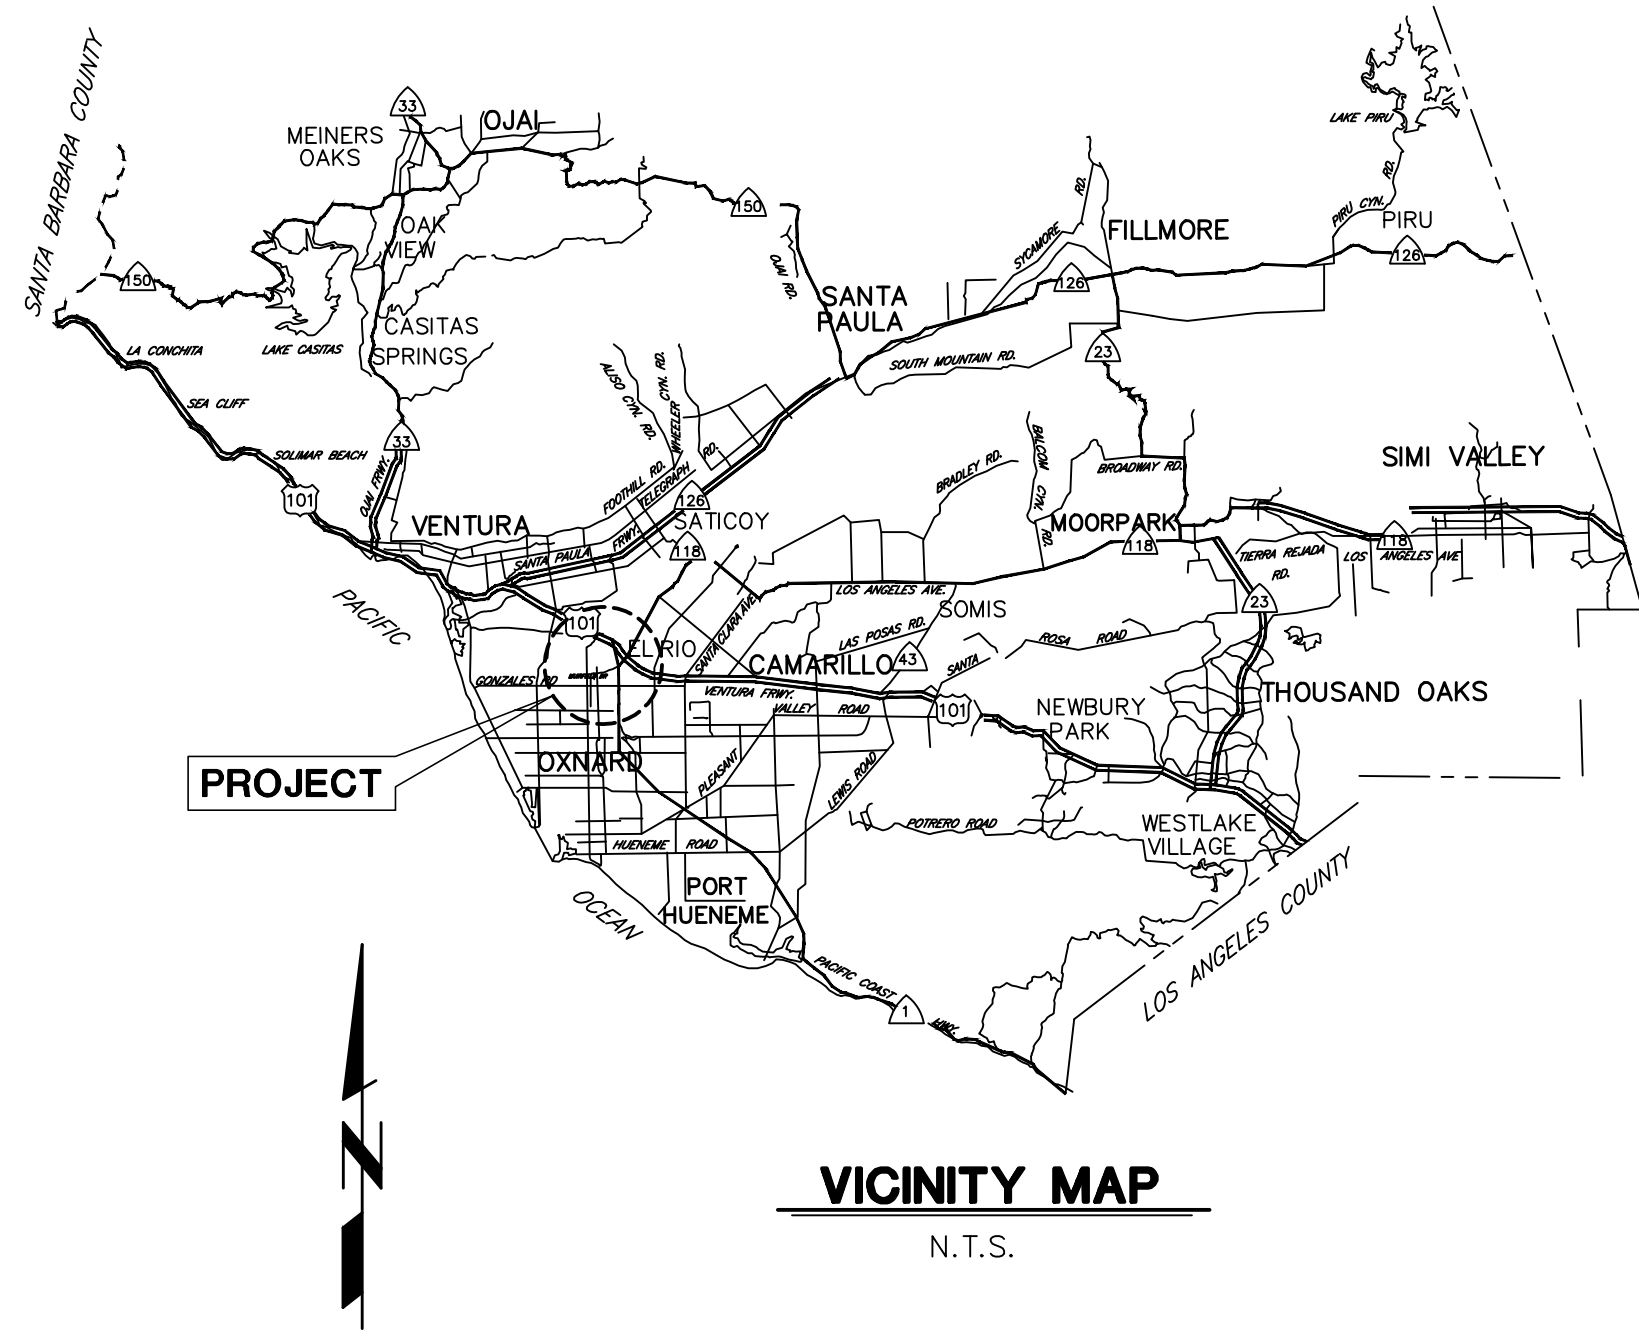 SANTA BARBARA COUNTY
33
MEINERS
OAKS
OJAI
LAKE PIRU
RD.
PIRU CYN.
PIRU
126
150
OAK
VIEW
SYCAMORE
RD.
FILLMORE
126
150
OJAI RD.
SANTA
PAULA
CASITAS
SPRINGS
LA CONCHITA
LAKE CASITAS
SOUTH MOUNTAIN RD.
23
SEA CLIFF
ALISO CYN. RD.
WHEELER CYN. RD.
33
SOLIMAR BEACH
OJAI FRWY.
101
FOOTHILL RD.
TELEGRAPH
RD.
BRADLEY RD.
BALCOM CYN. RD.
BROADWAY RD.
SIMI VALLEY
VENTURA
126
SATICOY
SANTA PAULA
FRWY.
118
MOORPARK
118
118
TIERRA REJADA
RD.
LOS ANGELES AVE
LOS ANGELES AVE.
23
PACIFIC
101
EL RIO
SANTA CLARA AVE.
SOMIS
LAS POSAS RD.
43
SANTA ROSA ROAD
CAMARILLO
GONZALES RD
VENTURA FRWY.
VALLEY ROAD
101
NEWBURY
PARK
THOUSAND OAKS
PROJECT
OXNARD
PLEASANT
LEWIS ROAD
POTRERO ROAD
WESTLAKE
VILLAGE
HUENEME ROAD
PORT
HUENEME
OCEAN
PACIFIC COAST
1
HWY.
LOS ANGELES COUNTY
N
VICINITY MAP
N.T.S.